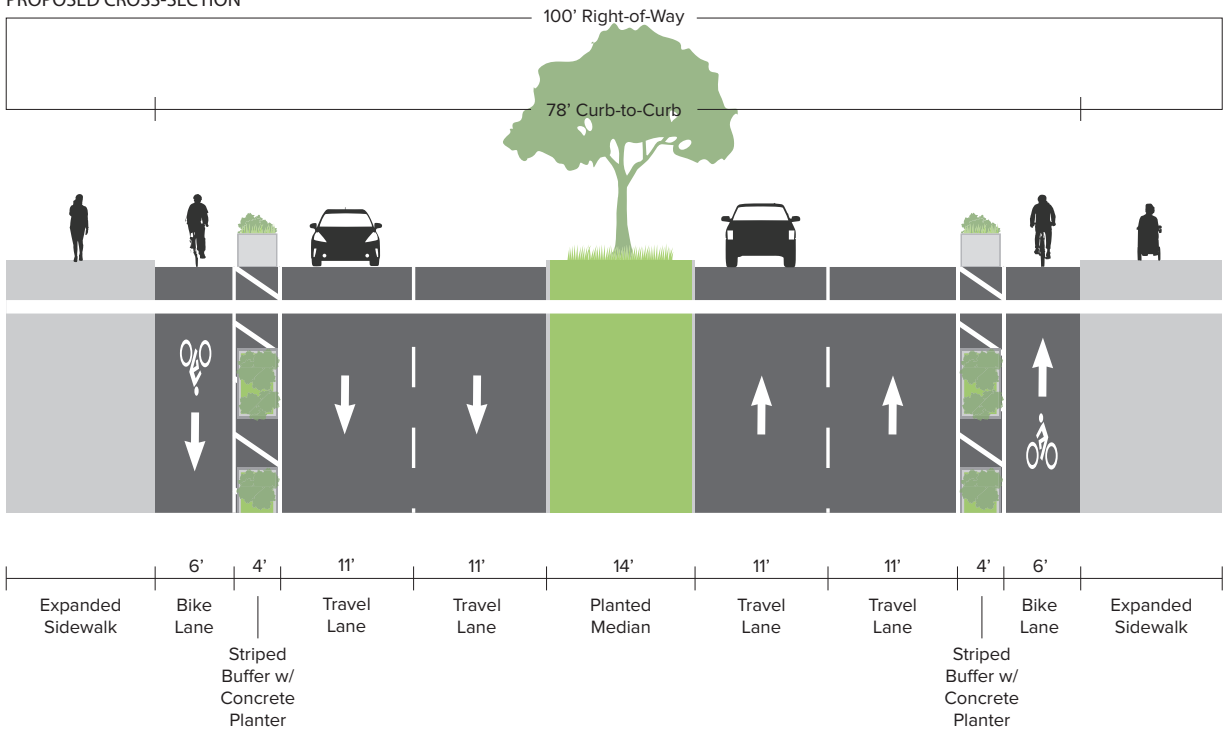 PROPOSED CROSS-SECTION
100’ Right-of-Way
78’ Curb-to-Curb
6’ 4’ 11’ 11’ 14’ 11’ 11’ 4’ 6’
Expanded
Sidewalk
Bike
Lane
Striped
Buffer w/
Concrete
Planter
Travel
Lane
Travel
Lane
Planted
Median
Travel
Lane
Travel
Lane
Striped
Buffer w/
Concrete
Planter
Bike
Lane
Expanded
Sidewalk